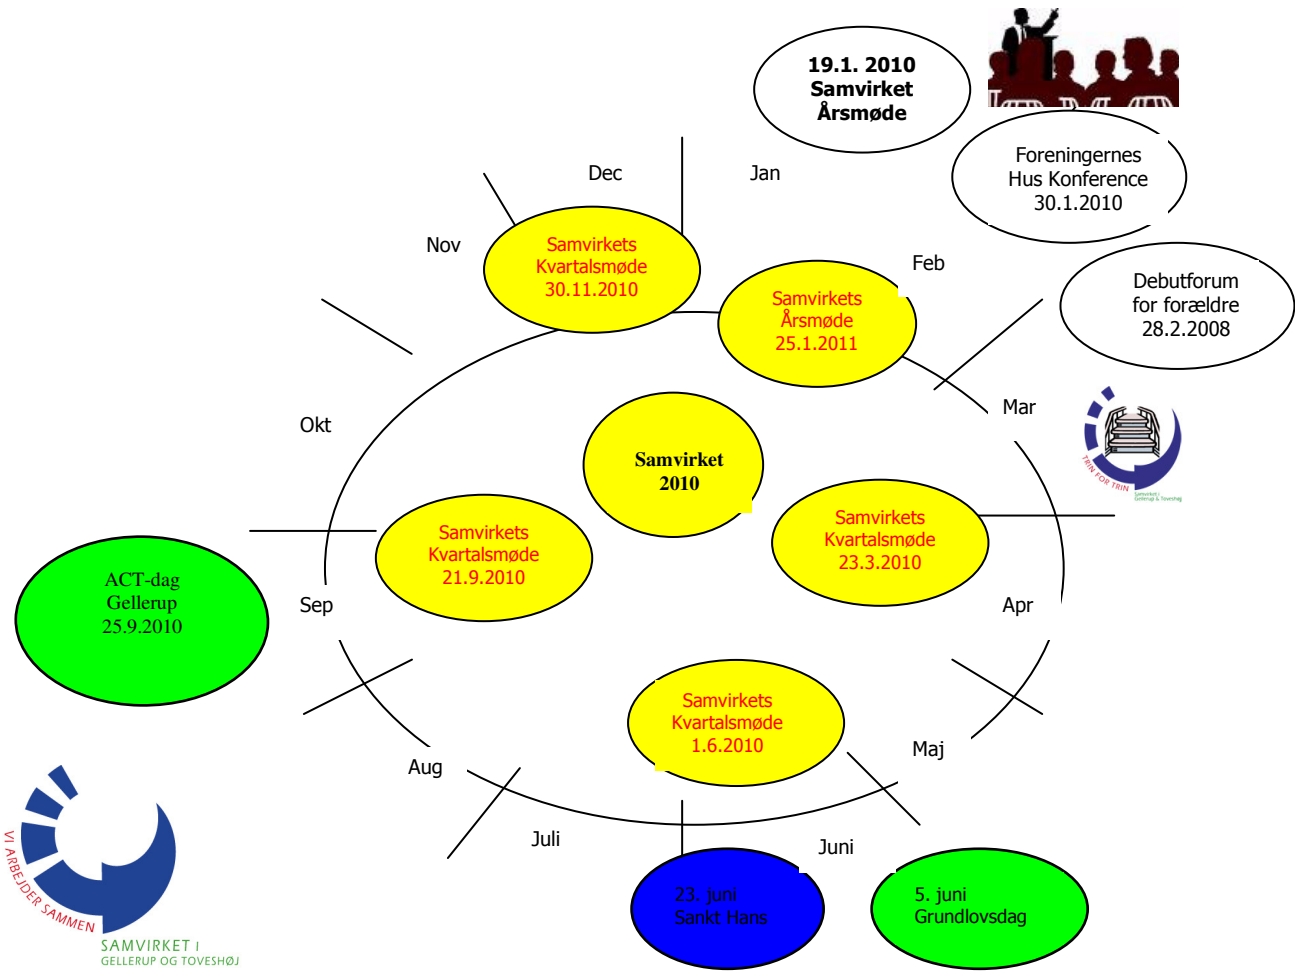 19.1. 2010
Samvirket
Årsmøde
Foreningernes
Hus Konference
30.1.2010
Debutforum
for forældre
28.2.2008
Dec
Jan
Nov
Feb
Samvirkets
Kvartalsmøde
30.11.2010
Samvirkets
Årsmøde
25.1.2011
Okt
Mar
TRIN FOR TRIN
Samvirket i
Gellerup & Toveshøj
Samvirket
2010
Samvirkets
Kvartalsmøde
21.9.2010
Samvirkets
Kvartalsmøde
23.3.2010
ACT-dag
Gellerup
25.9.2010
Sep
Apr
Samvirkets
Kvartalsmøde
1.6.2010
Aug
Maj
Juli
Juni
23. juni
Sankt Hans
5. juni
Grundlovsdag
VI ARBEJDER SAMMEN
SAMVIRKET I
GELLERUP OG TOVESHØJ